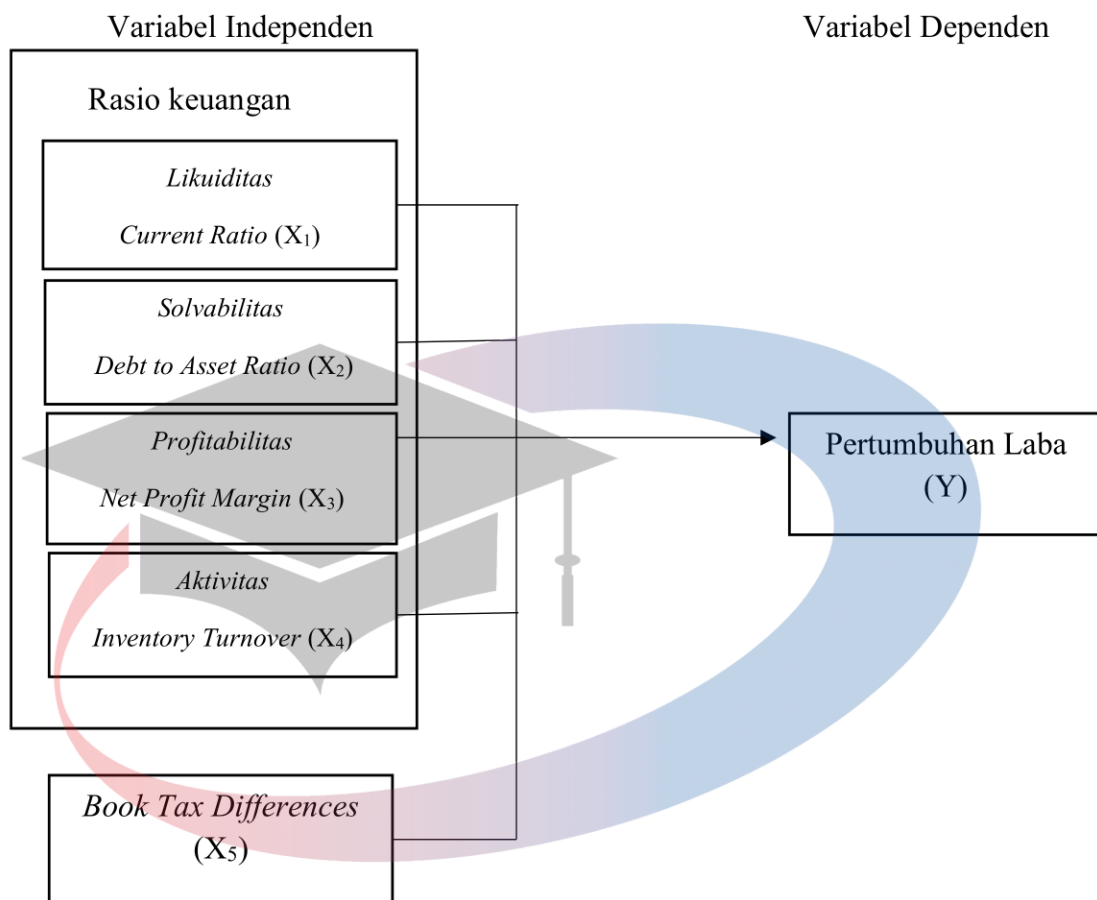 Variabel Independen
Variabel Dependen
Rasio keuangan
Likuiditas
Current Ratio (X₁)
Solvabilitas
Debt to Asset Ratio (X₂)
Profitabilitas
Net Profit Margin (X₃)
Aktivitas
Inventory Turnover (X₄)
Book Tax Differences
(X₅)
Pertumbuhan Laba
(Y)